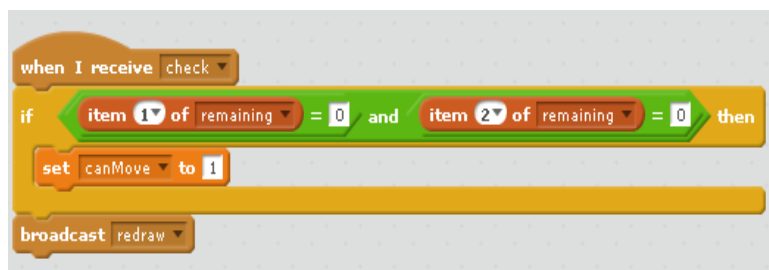 when I receive check
if item 1 of remaining = 0 and item 2 of remaining = 0 then
set canMove to 1
broadcast redraw